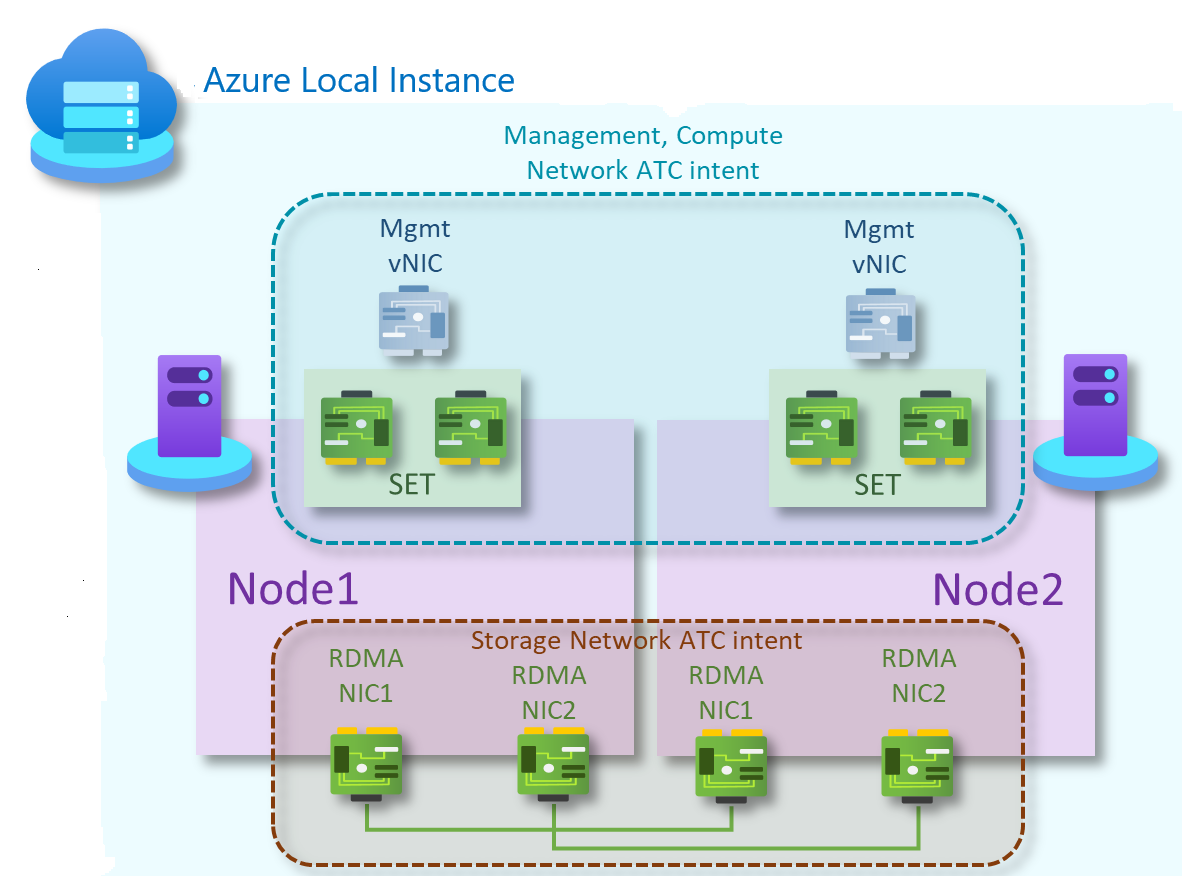 Azure Local Instance
Management, Compute
Network ATC intent
Mgmt
vNIC
Mgmt
vNIC
SET
SET
Node1
Node2
Storage Network ATC intent
RDMA
NIC1
RDMA
NIC2
RDMA
NIC1
RDMA
NIC2